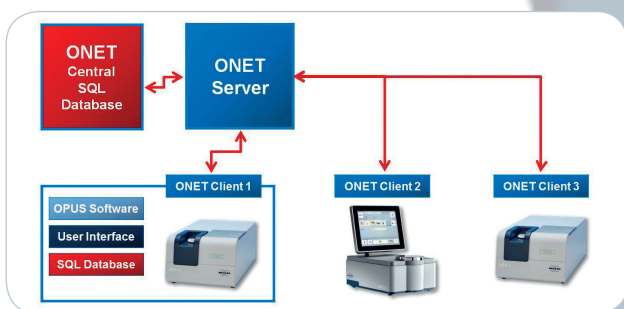 ONET
Central
SQL
Database
ONET
Server
ONET Client 1
ONET Client 2
ONET Client 3
OPUS Software
User Interface
SQL Database